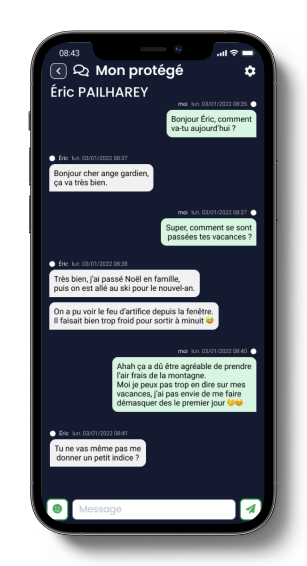 08:43
Mon protégé
Éric PAILHAREY
moi lun. 03/01/2022 08:35
Bonjour Éric, comment
va-tu aujourd'hui ?
Éric lun. 03/01/2022 08:37
Bonjour cher ange gardien,
ça va très bien.
moi lun. 03/01/2022 08:37
Super, comment se sont
passées tes vacances ?
Éric lun. 03/01/2022 08:38
Très bien, j'ai passé Noël en famille,
puis on est allé au ski pour le nouvel-an.
On a pu voir le feu d'artifice depuis la fenêtre.
Il faisait bien trop froid pour sortir à minuit 😅
moi lun. 03/01/2022 08:40
Ahah ça a dû être agréable de prendre
l'air frais de la montagne.
Moi je peux pas trop en dire sur mes
vacances, j'ai pas envie de me faire
démasquer dès le premier jour
Éric lun. 03/01/2022 08:41
Tu ne vas même pas me
donner un petit indice ?
Message